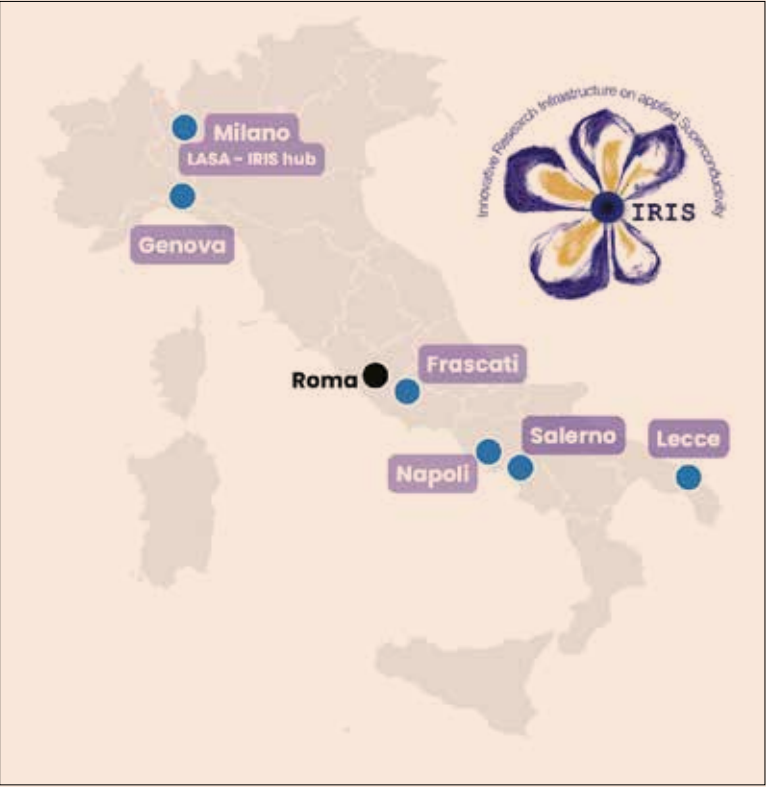 Innovative Research Infrastructure on applied Superconductivity
IRIS
Milano
LASA - IRIS hub
Genova
Frascati
Roma
Salerno
Lecce
Napoli